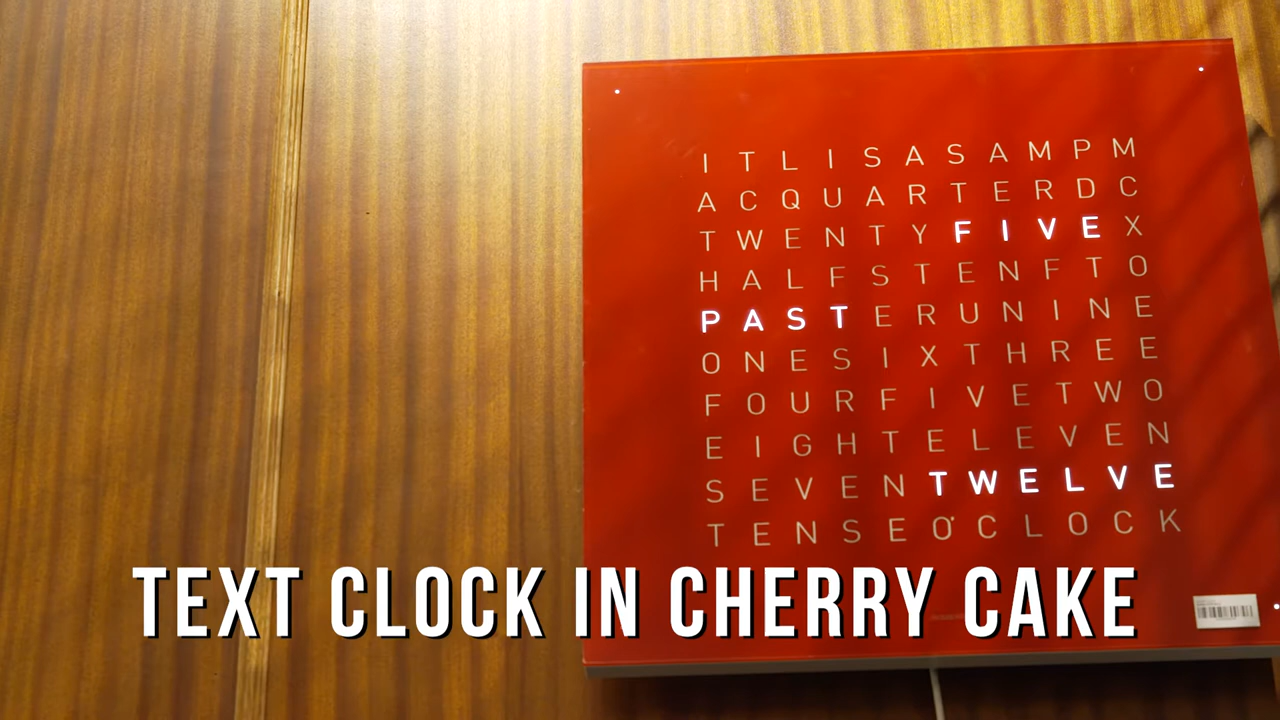 ITLISASAMPM
ACQUARTERDC
TWENTYFIVEX
HALFSTENFTO
PASTERUNINE
ONESIXTHREE
FOURFIVETWO
EIGHTELEVEN
SEVENTWELVE
TENSEO'CLOCK
TEXT CLOCK IN CHERRY CAKE